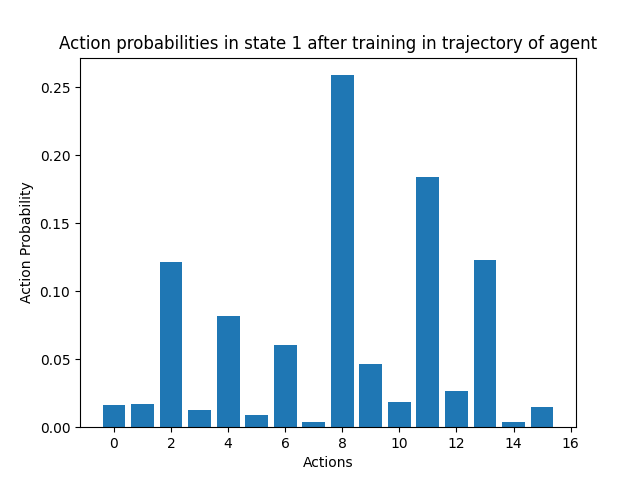 Action probabilities in state 1 after training in trajectory of agent
0.25
0.20
0.15
0.10
0.05
0.00
Action Probability
0 2 4 6 8 10 12 14 16
Actions